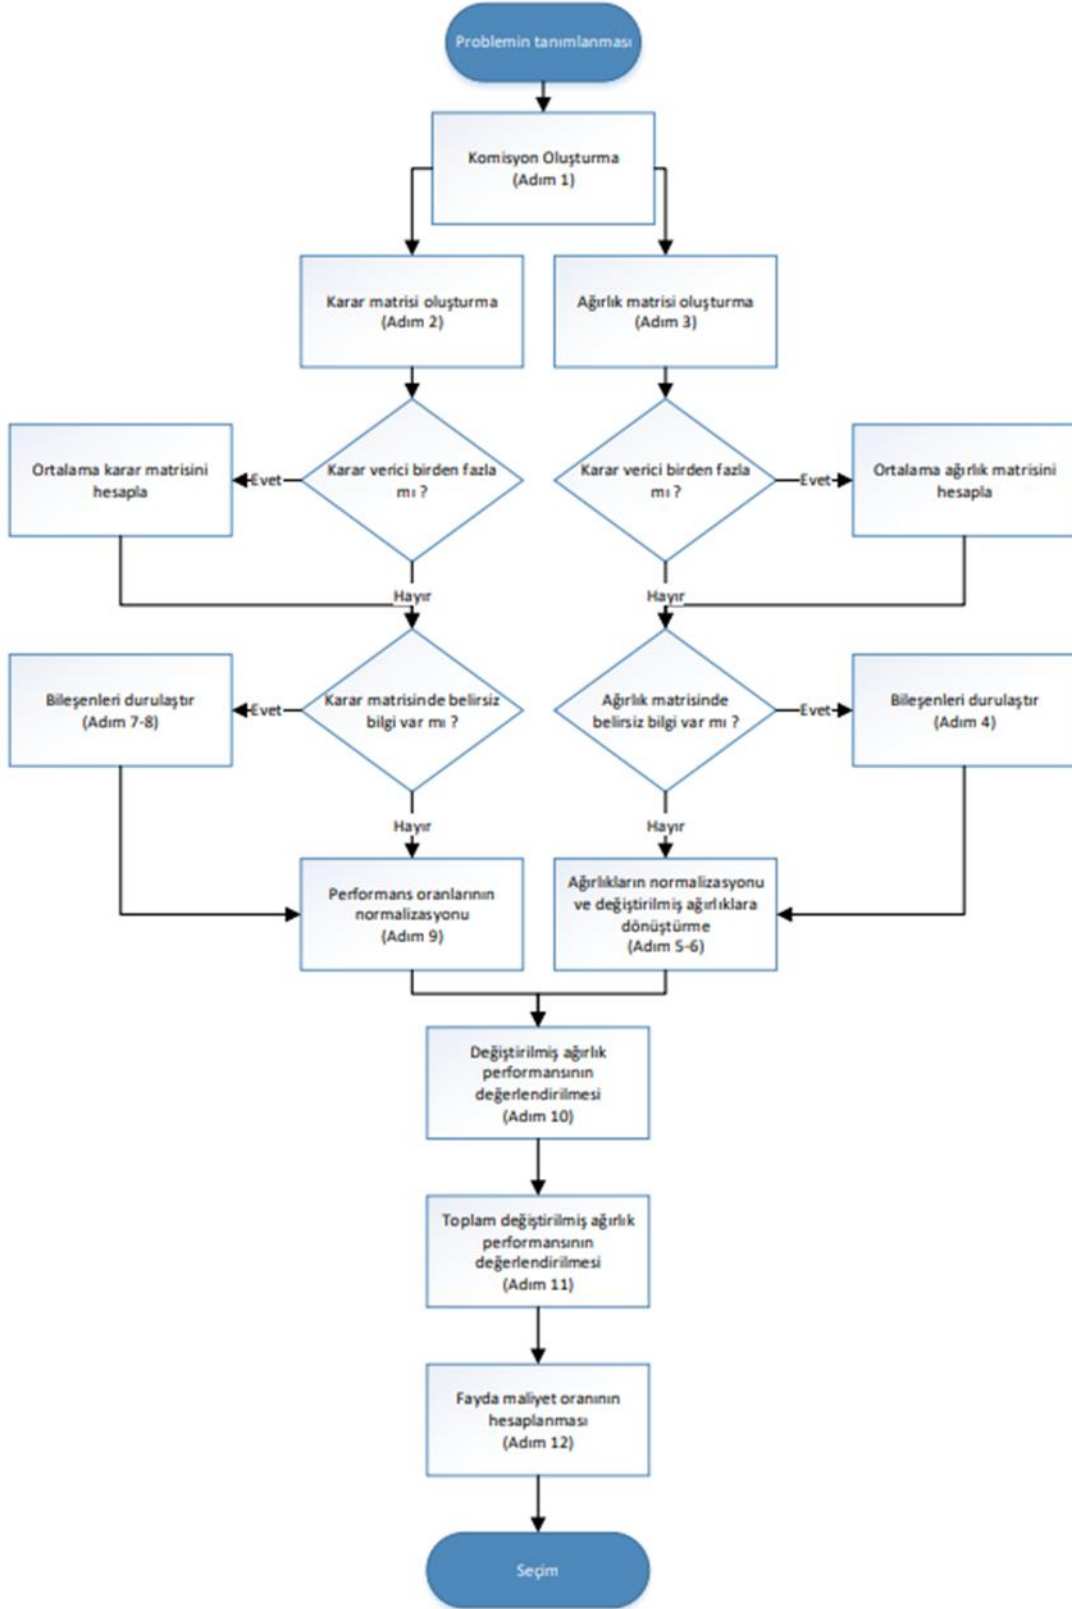 Problemin tanımlanması
Komisyon Oluşturma
(Adım 1)
Karar matrisi oluşturma
(Adım 2)
Ağırlık matrisi oluşturma
(Adım 3)
Ortalama karar matrisini
hesapla
Evet
Karar verici birden fazla
mı ?
Karar verici birden fazla
mı ?
Evet
Ortalama ağırlık matrisini
hesapla
Hayır
Hayır
Bileşenleri durulaştır
(Adım 7-8)
Evet
Karar matrisinde belirsiz
bilgi var mı ?
Ağırlık matrisinde
belirsiz bilgi var mı ?
Evet
Bileşenleri durulaştır
(Adım 4)
Hayır
Hayır
Performans oranlarının
normalizasyonu
(Adım 9)
Ağırlıkların normalizasyonu
ve değiştirilmiş ağırlıklara
dönüştürme
(Adım 5-6)
Değiştirilmiş ağırlık
performansının
değerlendirilmesi
(Adım 10)
Toplam değiştirilmiş ağırlık
performansının
değerlendirilmesi
(Adım 11)
Fayda maliyet oranının
hesaplanması
(Adım 12)
Seçim